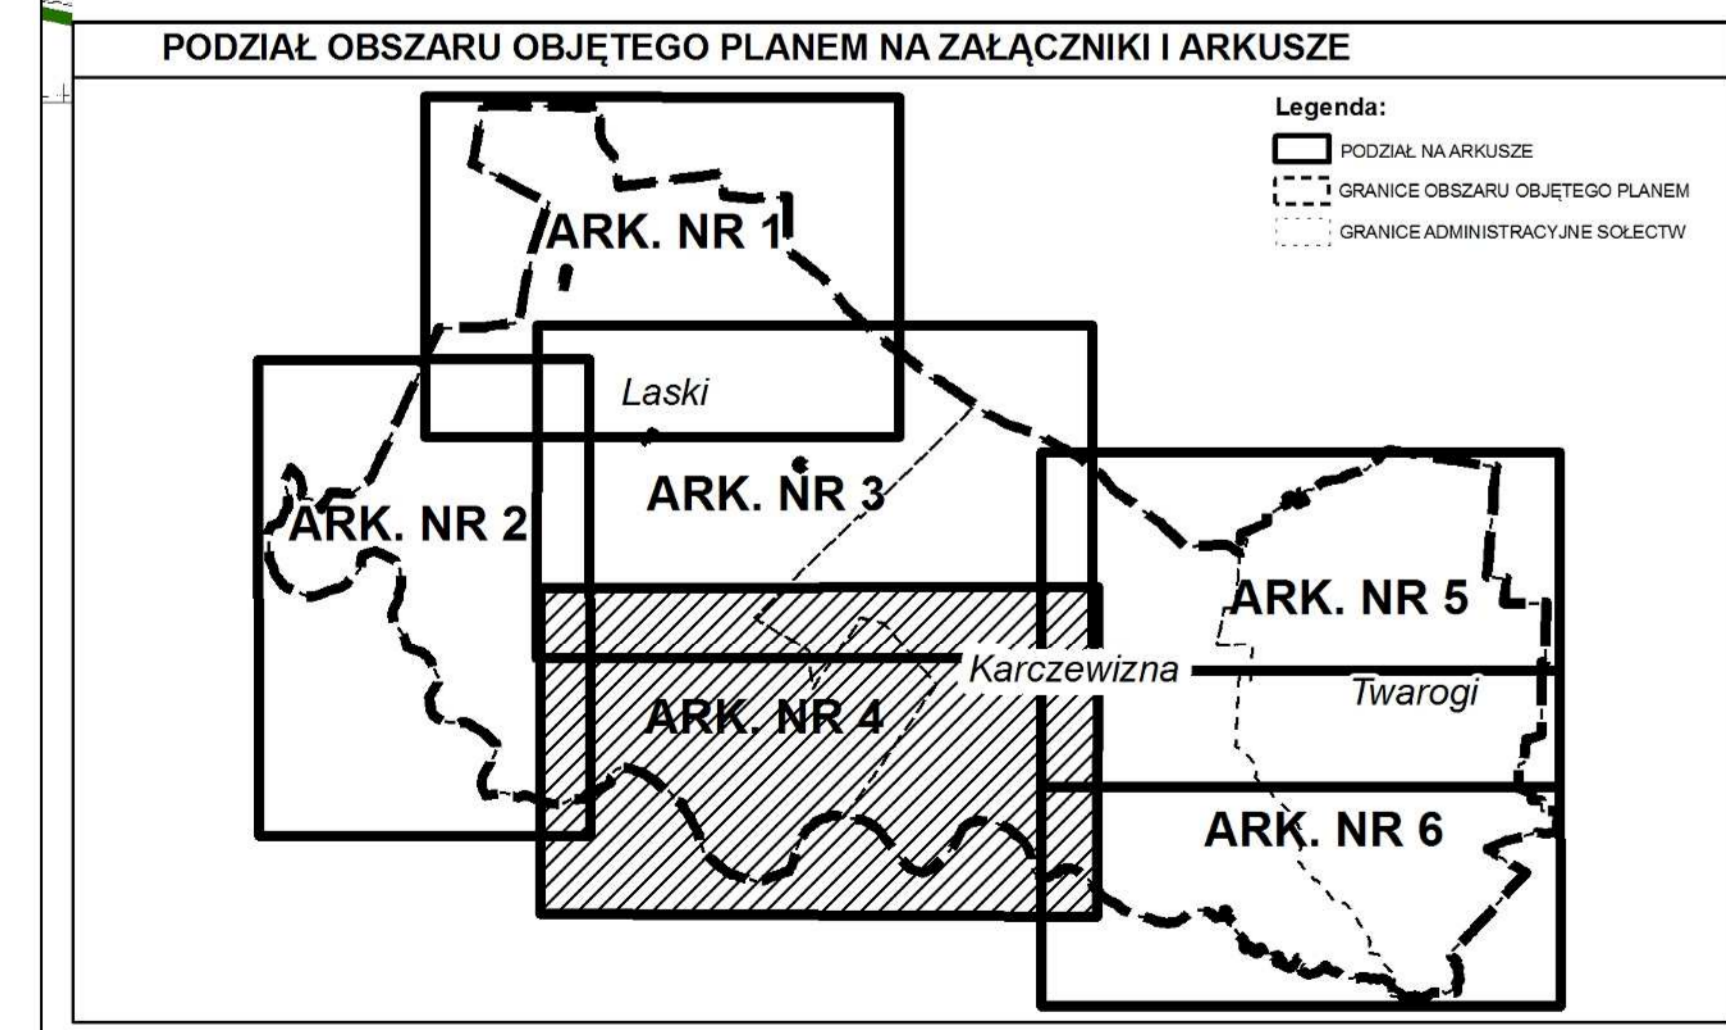 PODZIAŁ OBSZARU OBJĘTEGO PLANEM NA ZAŁĄCZNIKI I ARKUSZE
Legenda:
PODZIAŁ NA ARKUSZE
GRANICE OBSZARU OBJĘTEGO PLANEM
GRANICE ADMINISTRACYJNE SOŁECTW
ARK. NR 1
Laski
ARK. NR 2
ARK. NR 3
ARK. NR 5
Karczewizna
Twarogi
ARK. NR 4
ARK. NR 6